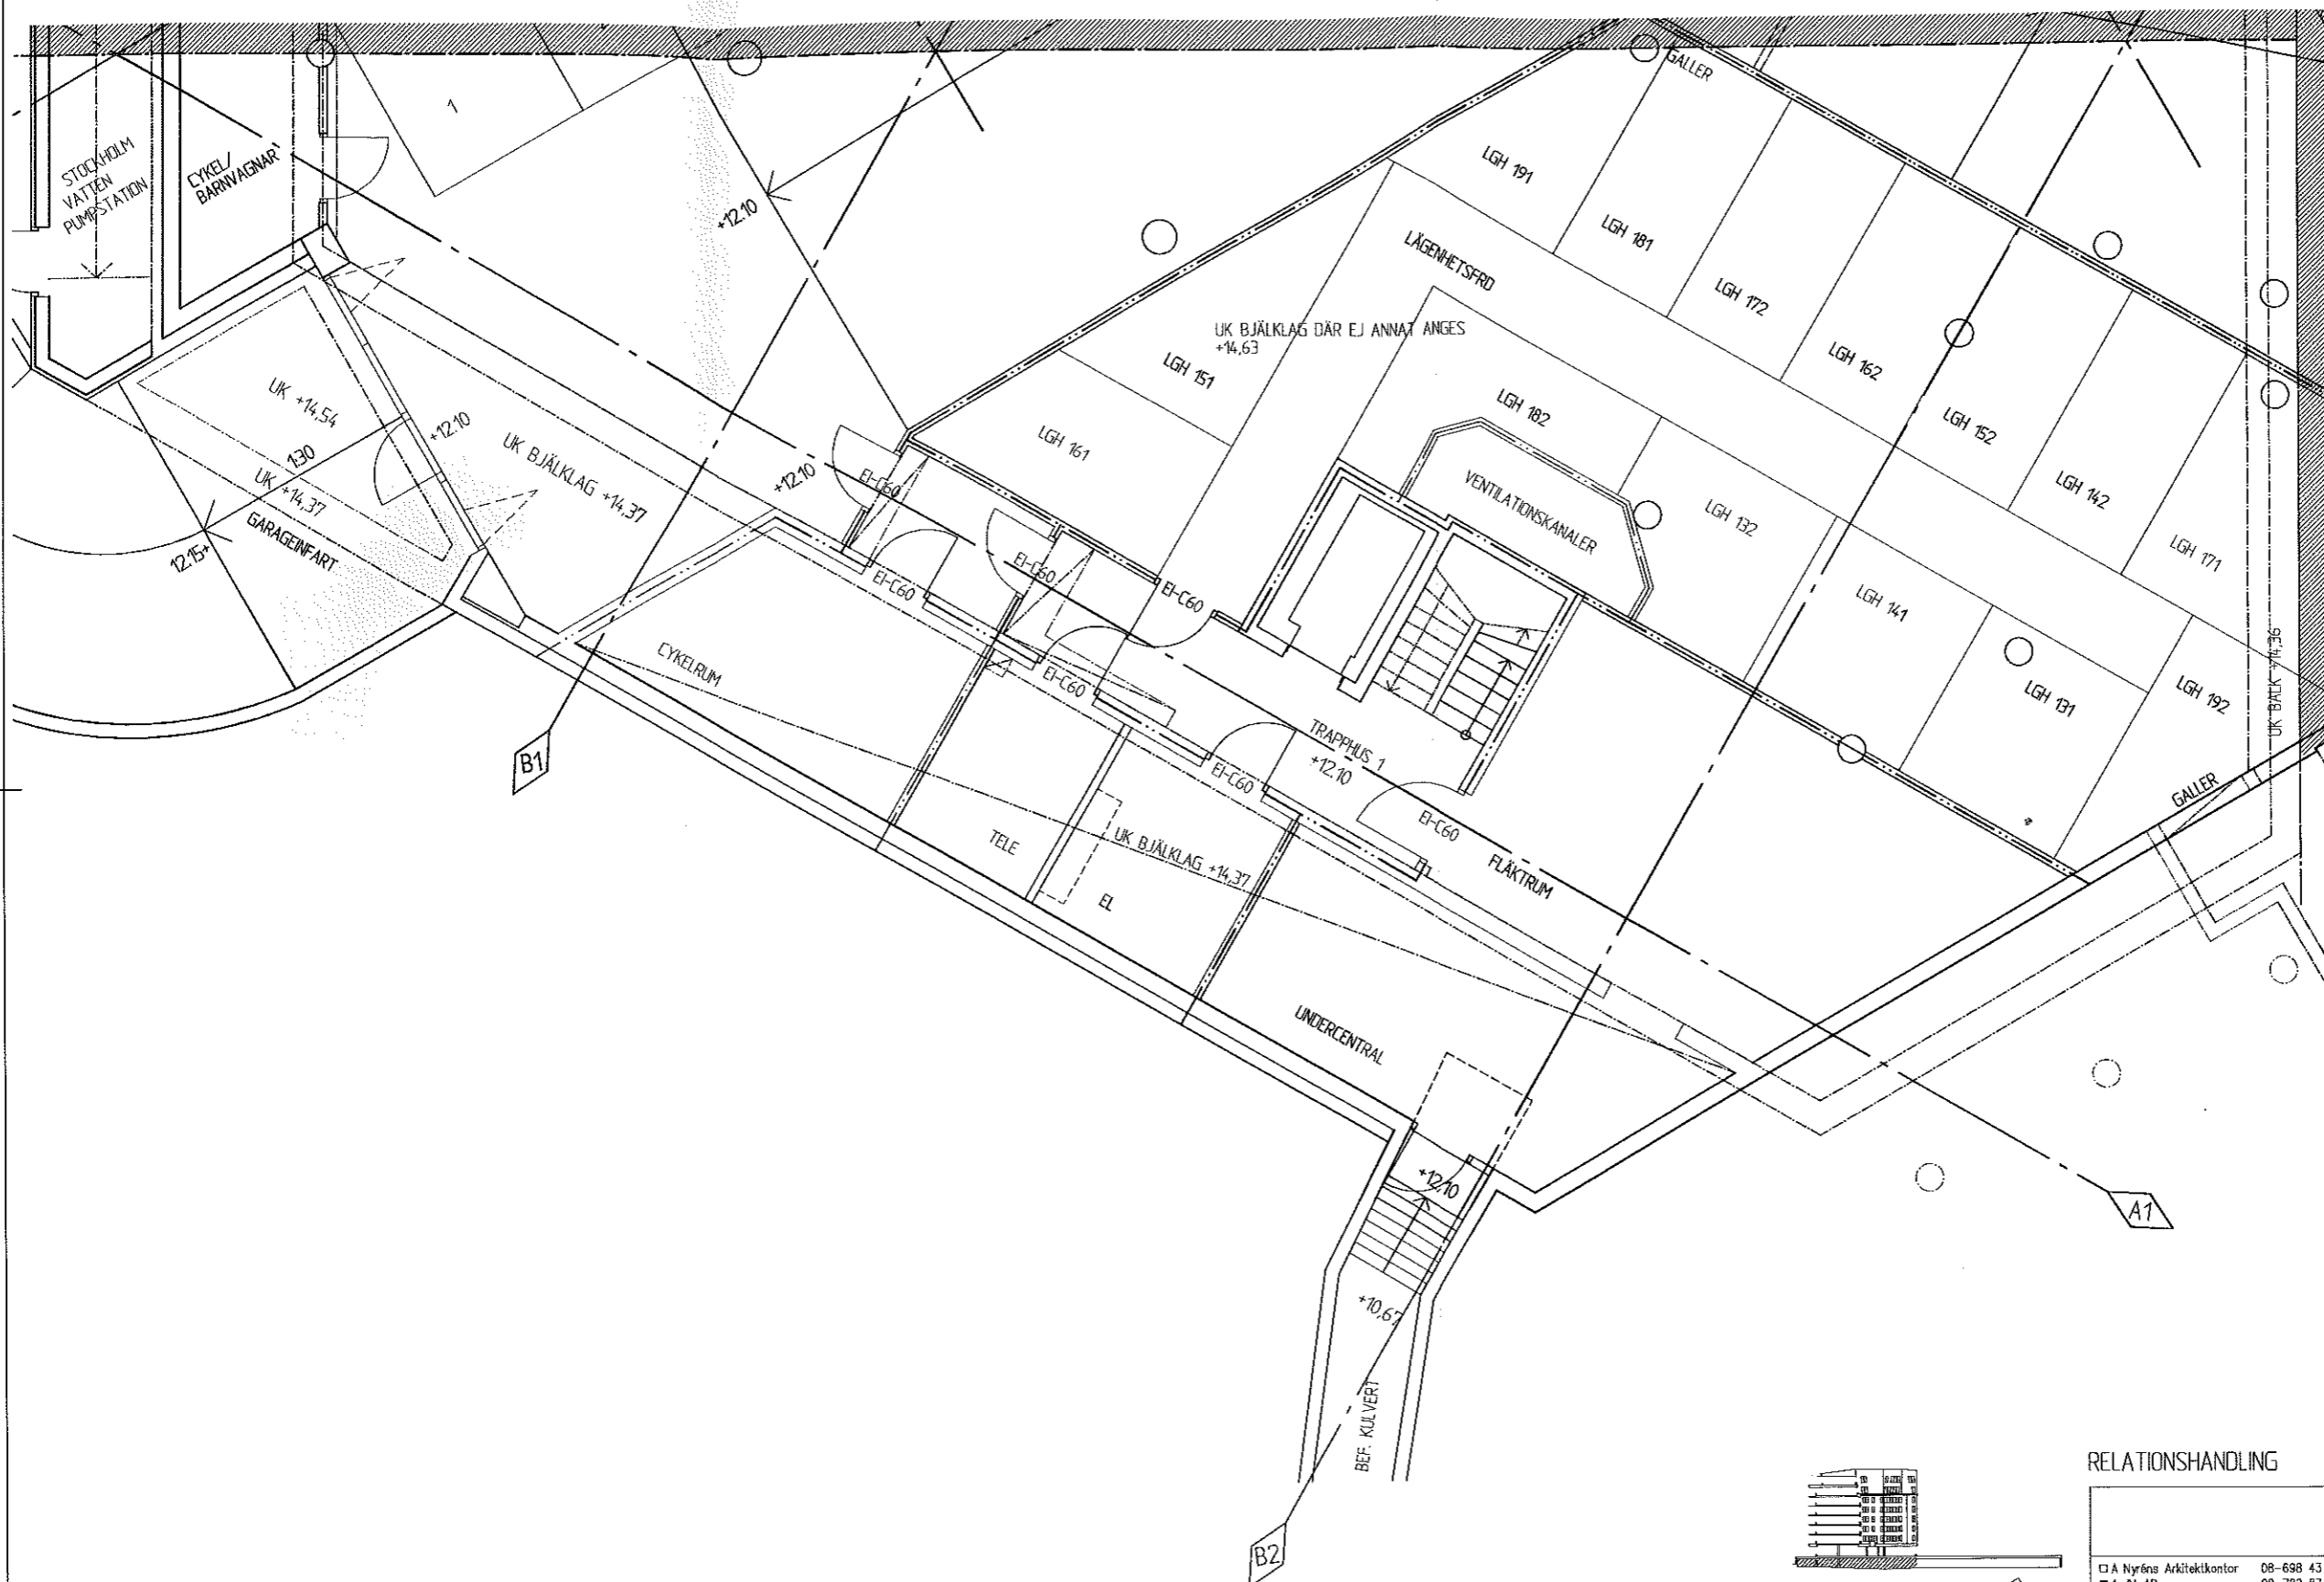 STOCKHOLM
VATTEN
PUMPSTATION
CYKEL/
BARNVAGNAR
1
+12.10
GALLER
LGH 191
LGH 181
LGH 172
LGH 162
LGH 152
LGH 142
LGH 171
LÄGENHETSFRD
UK BJÄLKLAG DÄR EJ ANNAT ANGES
+14,63
LGH 151
LGH 161
LGH 182
LGH 132
LGH 141
LGH 131
LGH 192
VENTILATIONSKANALER
UK BALK +14,36
GALLER
UK +14,54
1:30
+12.10
UK +14,37
GARAGEINFART
12.15+
UK BJÄLKLAG +14,37
+12.10
EI-C60
EI-C60
EI-C60
EI-C60
EI-C60
EI-C60
EI-C60
TRAPPHUS 1
+12.10
CYKELRUM
TELE
EL
UK BJÄLKLAG +14,37
FLÄKTRUM
UNDERCENTRAL
B1
A1
+12.10
+10,67
BEF. KULVERT
B2
RELATIONSHANDLING
A Nyréns Arkitektkontor 08-698 43